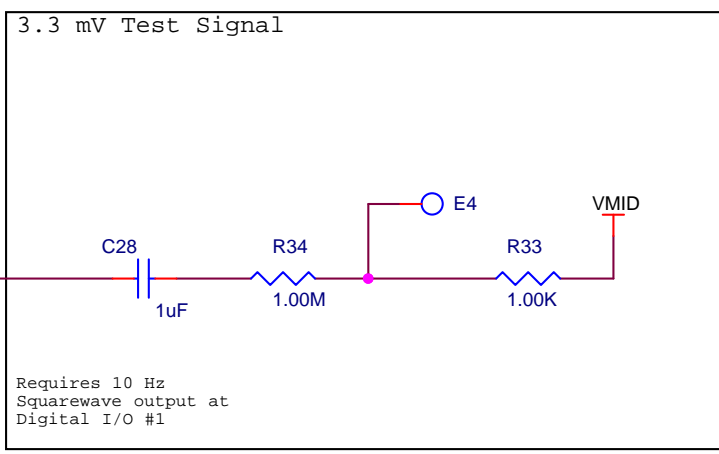 3.3 mV Test Signal
E4
VMID
C28
R34
R33
1uF
1.00M
1.00K
Requires 10 Hz
Squarewave output at
Digital I/O #1